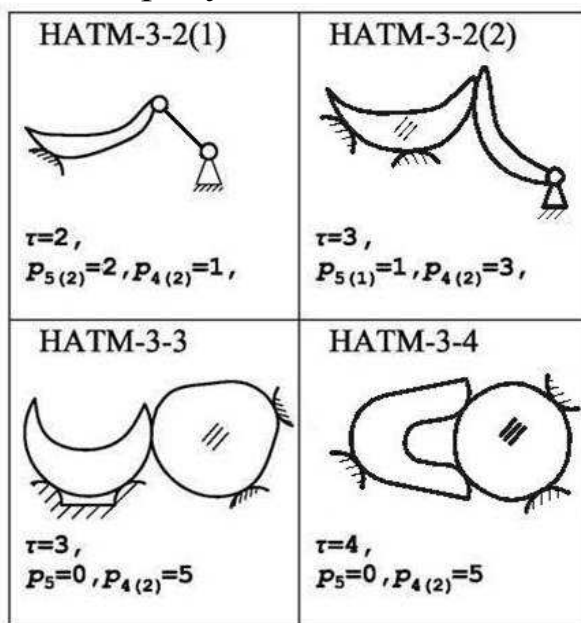 НАТМ-3-2(1)
τ=2,
p5(2)=2,p4(2)=1,
НАТМ-3-2(2)
τ=3,
p5(1)=1,p4(2)=3,
НАТМ-3-3
τ=3,
p5=0,p4(2)=5
НАТМ-3-4
τ=4,
p5=0,p4(2)=5